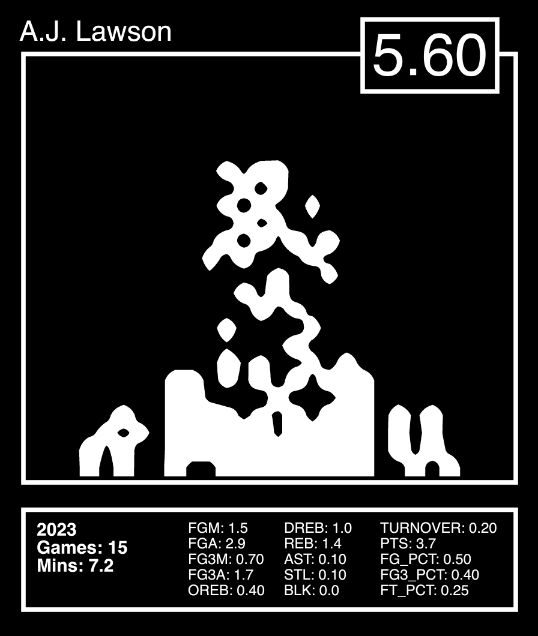 A.J. Lawson
5.60
2023
Games: 15
Mins: 7.2
FGM: 1.5
FGA: 2.9
FG3M: 0.70
FG3A: 1.7
OREB: 0.40
DREB: 1.0
REB: 1.4
AST: 0.10
STL: 0.10
BLK: 0.0
TURNOVER: 0.20
PTS: 3.7
FG_PCT: 0.50
FG3_PCT: 0.40
FT_PCT: 0.25